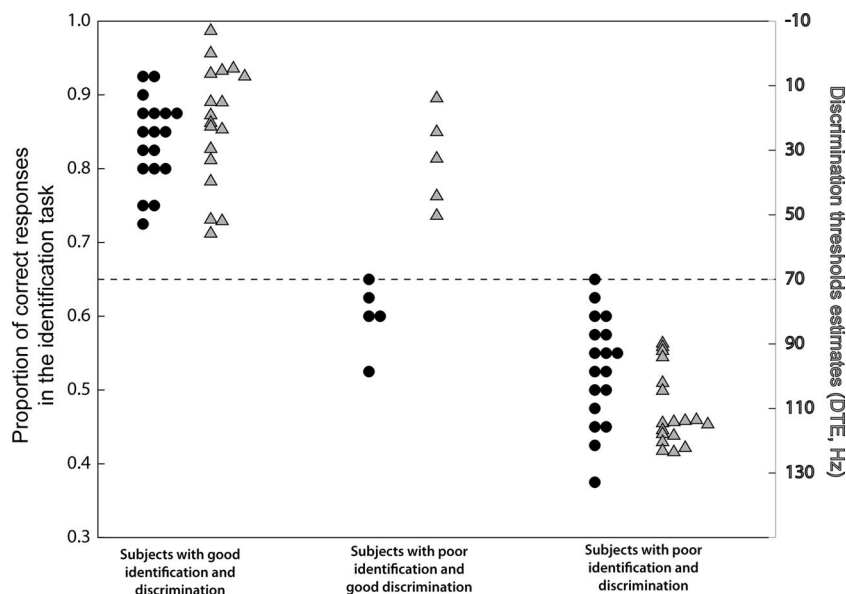 Proportion of correct responses
in the identification task
1.0
0.9
0.8
0.7
0.6
0.5
0.4
0.3
-10
10
30
50
70
90
110
130
Discrimination thresholds estimates (DTE, Hz)
Subjects with good
identification and
discrimination
Subjects with poor
identification and
good discrimination
Subjects with poor
identification and
discrimination